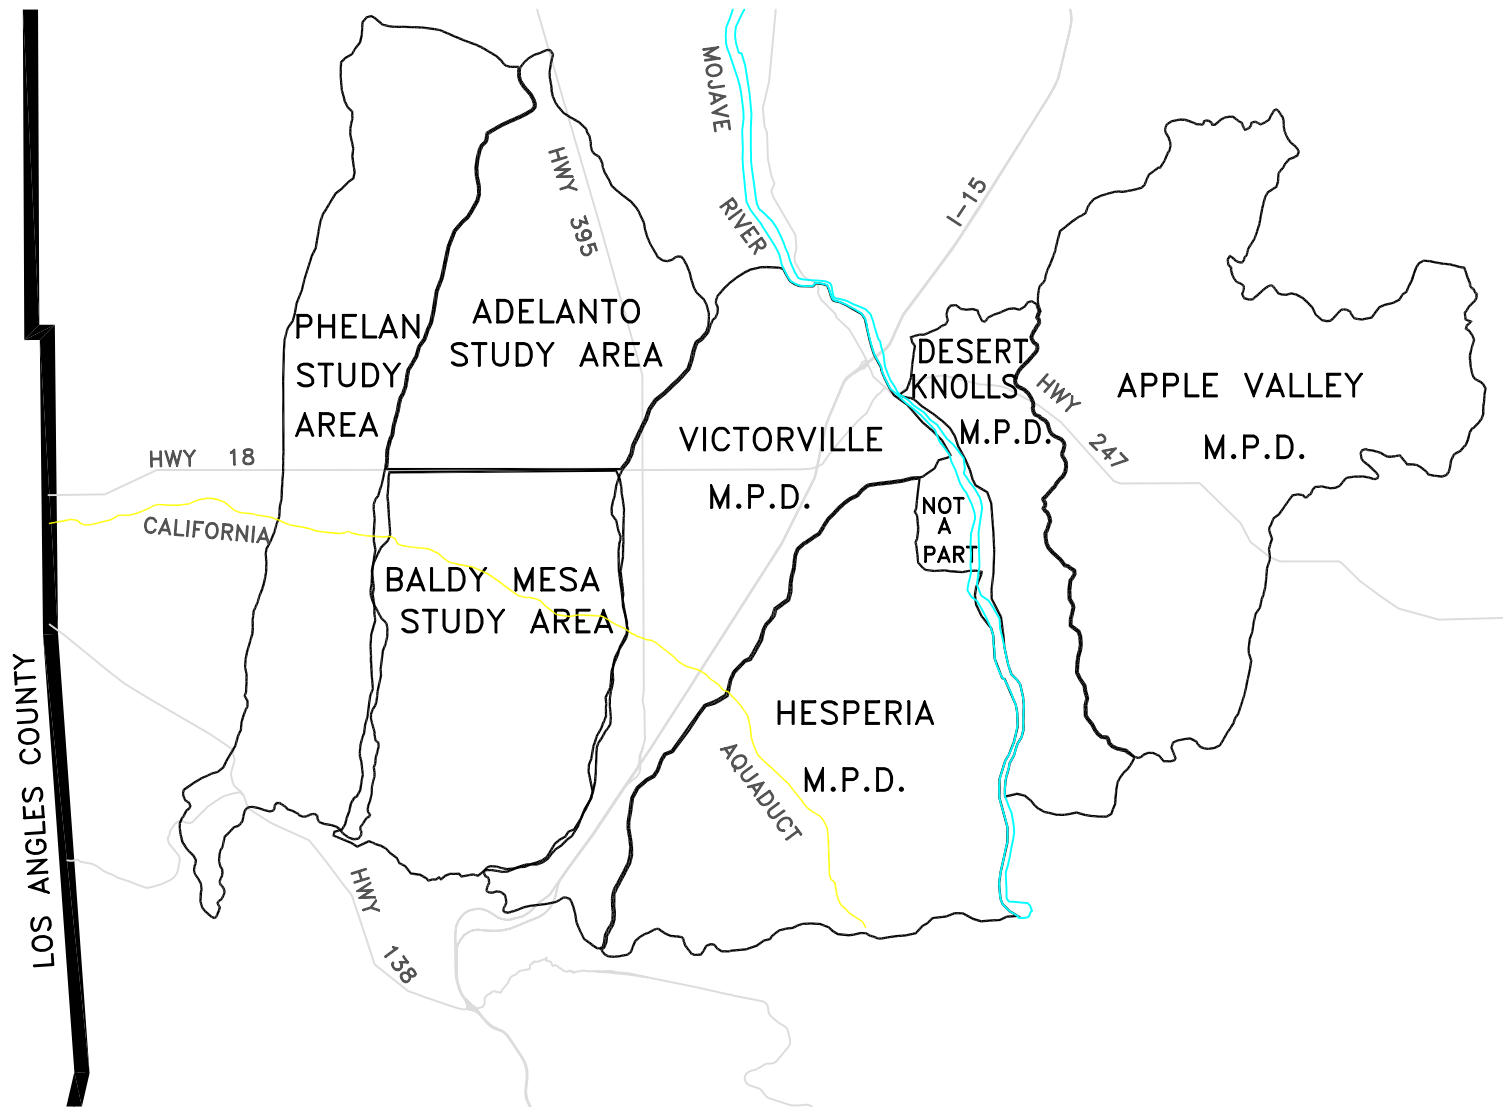 MOJAVE
RIVER
HWY 395
I-15
PHELAN
STUDY
AREA
ADELANTO
STUDY AREA
DESERT
KNOLLS
M.P.D.
HWY 247
APPLE VALLEY
M.P.D.
VICTORVILLE
M.P.D.
HWY 18
CALIFORNIA
NOT
A
PART
BALDY MESA
STUDY AREA
HESPERIA
M.P.D.
AQUADUCT
LOS ANGLES COUNTY
HWY 138